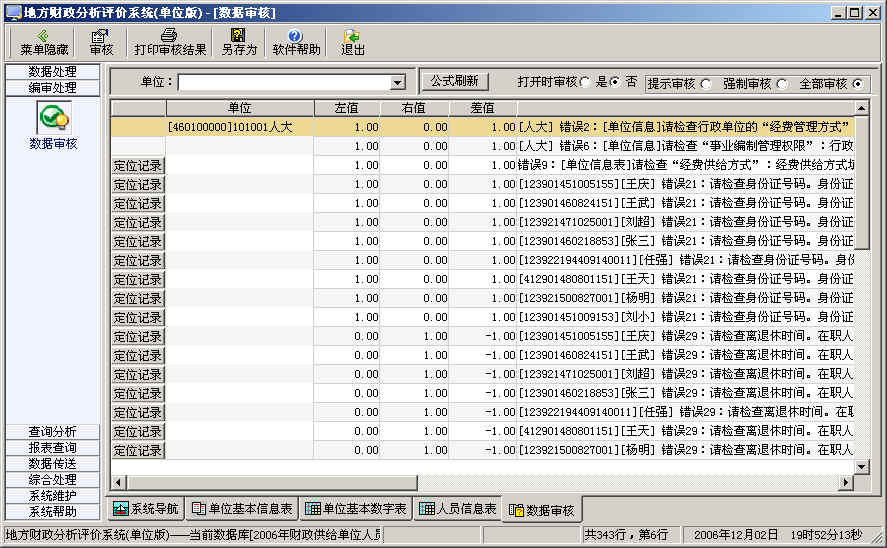 地方财政分析评价系统(单位版) - [数据审核]
菜单隐藏 审核 打印审核结果 另存为 软件帮助 退出
数据处理
编审处理
数据审核
查询分析
报表查询
数据传送
综合处理
系统维护
系统帮助
单位： 公式刷新 打开时审核 是 否 提示审核 强制审核 全部审核
单位 左值 右值 差值
[460100000]101001人大 1.00 0.00 1.00 [人大] 错误2：[单位信息]请检查行政单位的“经费管理方式”
1.00 0.00 1.00 [人大] 错误6：[单位信息]请检查“事业编制管理权限”：行政
定位记录 1.00 0.00 1.00 错误9：[单位信息表]请检查“经费供给方式”：经费供给方式填
定位记录 1.00 0.00 1.00 [123901451005155][王庆] 错误21：请检查身份证号码。身份证
定位记录 1.00 0.00 1.00 [123901460824151][王武] 错误21：请检查身份证号码。身份证
定位记录 1.00 0.00 1.00 [123921471025001][刘超] 错误21：请检查身份证号码。身份证
定位记录 1.00 0.00 1.00 [123901460218853][张三] 错误21：请检查身份证号码。身份证
定位记录 1.00 0.00 1.00 [123922194409140011][任强] 错误21：请检查身份证号码。身份
定位记录 1.00 0.00 1.00 [412901480801151][王天] 错误21：请检查身份证号码。身份证
定位记录 1.00 0.00 1.00 [123921500827001][杨明] 错误21：请检查身份证号码。身份证
定位记录 1.00 0.00 1.00 [123901451009153][刘小] 错误21：请检查身份证号码。身份证
定位记录 0.00 1.00 -1.00 [123901451005155][王庆] 错误29：请检查离退休时间。在职人
定位记录 0.00 1.00 -1.00 [123901460824151][王武] 错误29：请检查离退休时间。在职人
定位记录 0.00 1.00 -1.00 [123921471025001][刘超] 错误29：请检查离退休时间。在职人
定位记录 0.00 1.00 -1.00 [123901460218853][张三] 错误29：请检查离退休时间。在职人
定位记录 0.00 1.00 -1.00 [123922194409140011][任强] 错误29：请检查离退休时间。在职
定位记录 0.00 1.00 -1.00 [412901480801151][王天] 错误29：请检查离退休时间。在职人
定位记录 0.00 1.00 -1.00 [123921500827001][杨明] 错误29：请检查离退休时间。在职人
系统导航 单位基本信息表 单位基本数字表 人员信息表 数据审核
地方财政分析评价系统(单位版)——当前数据库[2006年财政供给单位人员 共343行，第6行 2006年12月02日 19时52分13秒